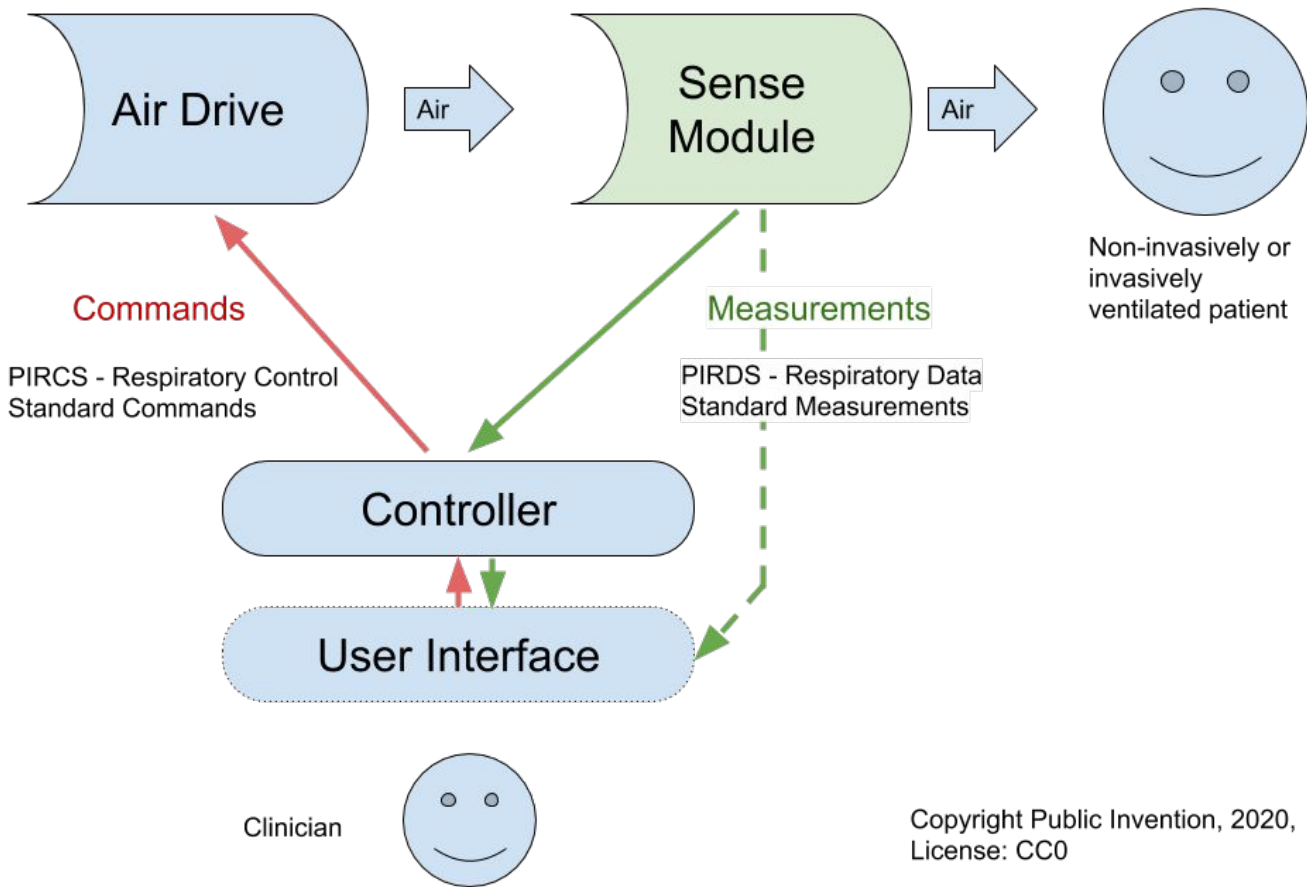 Air Drive
Air
Sense
Module
Air
Non-invasively or
invasively
ventilated patient
Commands
Measurements
PIRCS - Respiratory Control
Standard Commands
PIRDS - Respiratory Data
Standard Measurements
Controller
User Interface
Clinician
Copyright Public Invention, 2020,
License: CC0